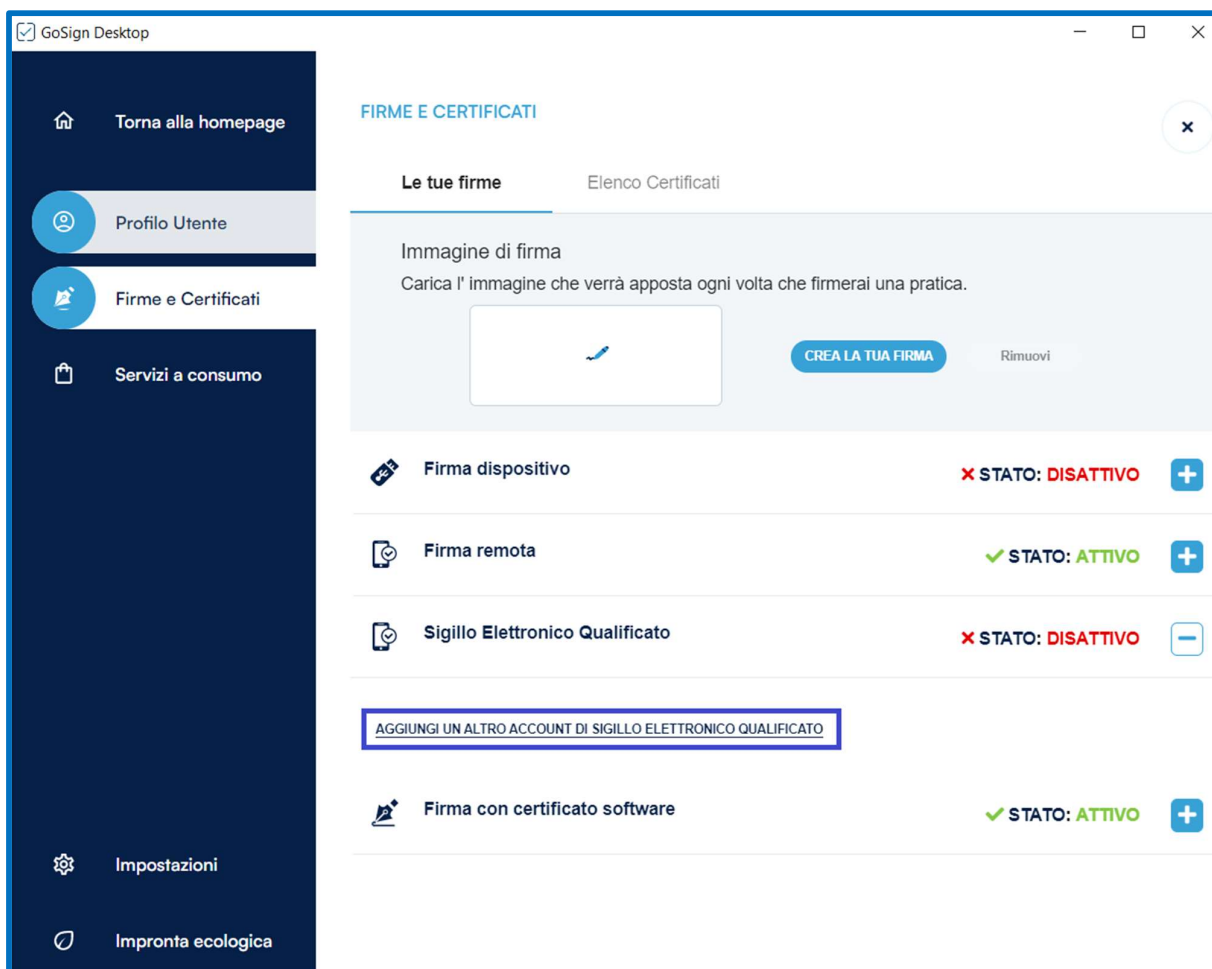 GoSign Desktop
Torna alla homepage
Profilo Utente
Firme e Certificati
Servizi a consumo
Impostazioni
Impronta ecologica
FIRME E CERTIFICATI
Le tue firme
Elenco Certificati
Immagine di firma
Carica l' immagine che verrà apposta ogni volta che firmerai una pratica.
CREA LA TUA FIRMA
Rimuovi
Firma dispositivo
STATO: DISATTIVO
Firma remota
STATO: ATTIVO
Sigillo Elettronico Qualificato
STATO: DISATTIVO
AGGIUNGI UN ALTRO ACCOUNT DI SIGILLO ELETTRONICO QUALIFICATO
Firma con certificato software
STATO: ATTIVO